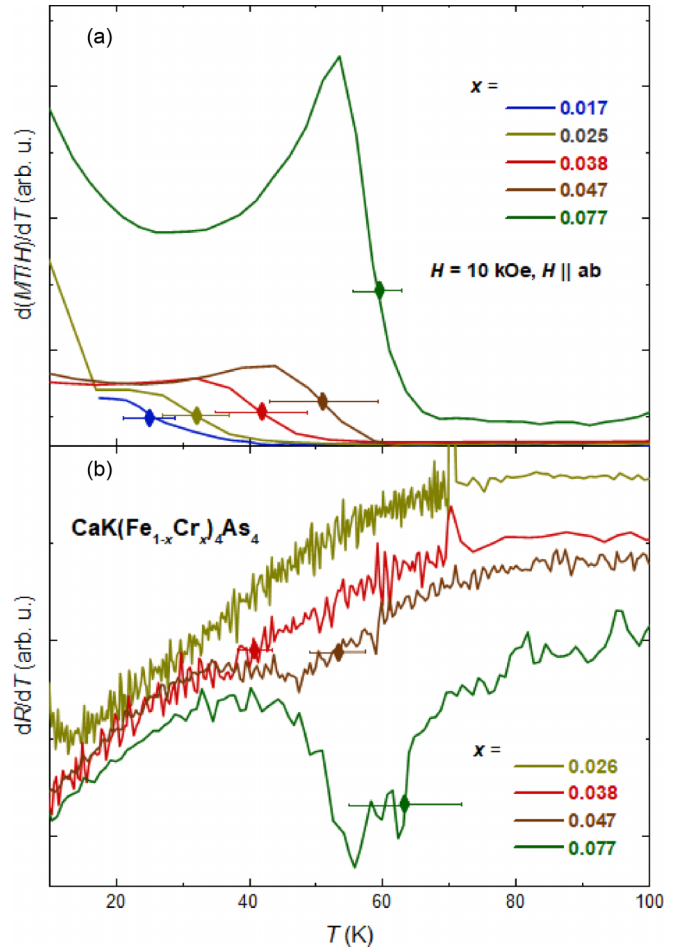 (a)
d(MT/H)/dT (arb. u.)
x =
0.017
0.025
0.038
0.047
0.077
H = 10 kOe, H || ab
(b)
CaK(Fe₁₋ₓCrₓ)₄As₄
dR/dT (arb. u.)
x =
0.026
0.038
0.047
0.077
20 40 60 80 100
T (K)